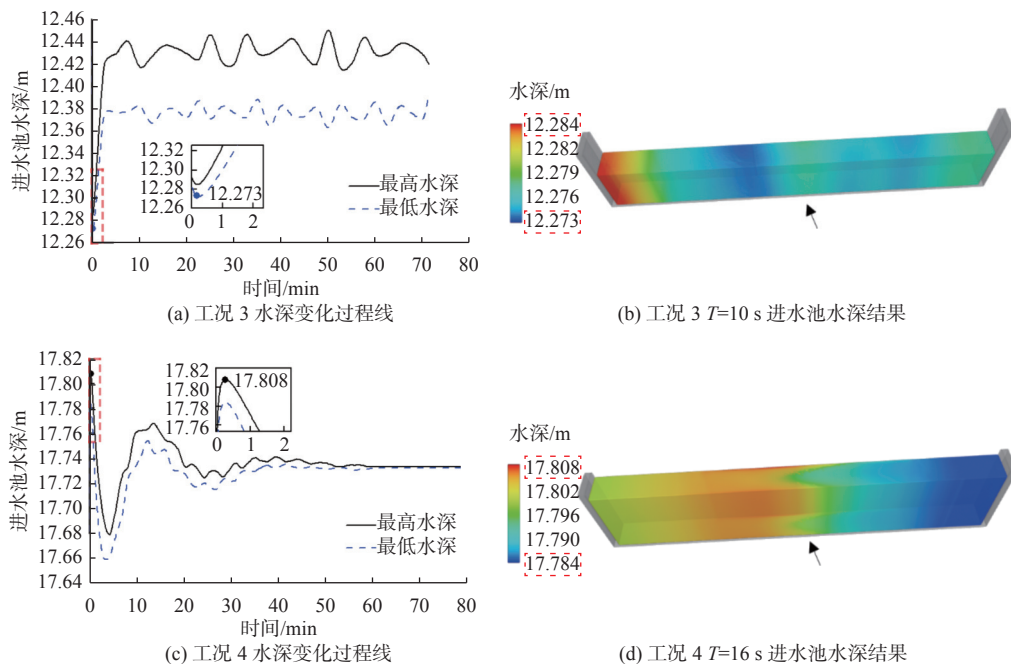 12.46
12.44
12.42
12.40
12.38
12.36
12.34
12.32
12.30
12.28
12.26
进水池水深/m
12.32
12.30
12.28
12.26
12.273
0 1 2
最高水深
最低水深
0 10 20 30 40 50 60 70 80
时间/min
(a) 工况 3 水深变化过程线
水深/m
12.284
12.282
12.279
12.276
12.273
(b) 工况 3 T=10 s 进水池水深结果
17.82
17.80
17.78
17.76
17.74
17.72
17.70
17.68
17.66
17.64
进水池水深/m
17.82
17.80
17.78
17.76
17.808
0 1 2
最高水深
最低水深
0 10 20 30 40 50 60 70 80
时间/min
(c) 工况 4 水深变化过程线
水深/m
17.808
17.802
17.796
17.790
17.784
(d) 工况 4 T=16 s 进水池水深结果